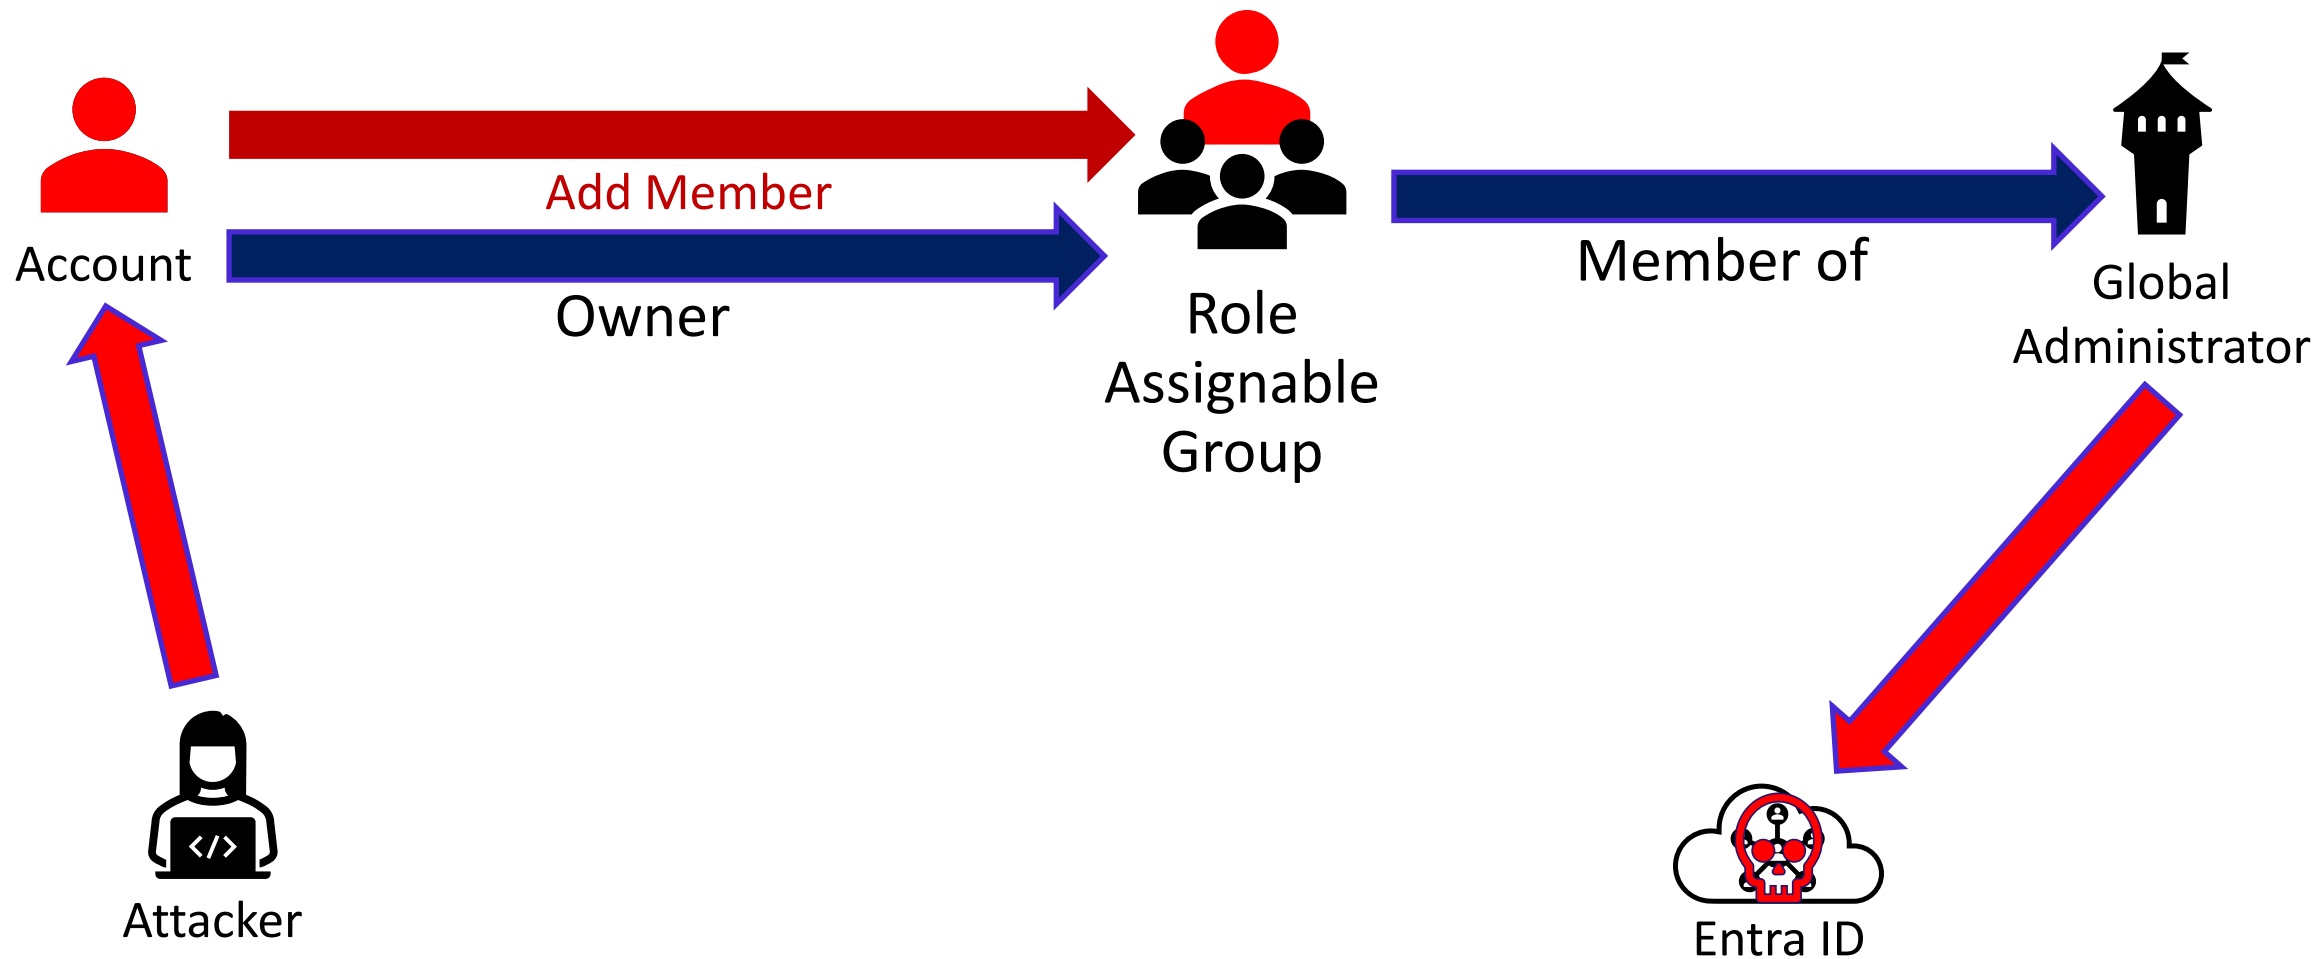 Add Member
Account
Owner
Member of
Role
Assignable
Group
Global
Administrator
</>
Attacker
Entra ID